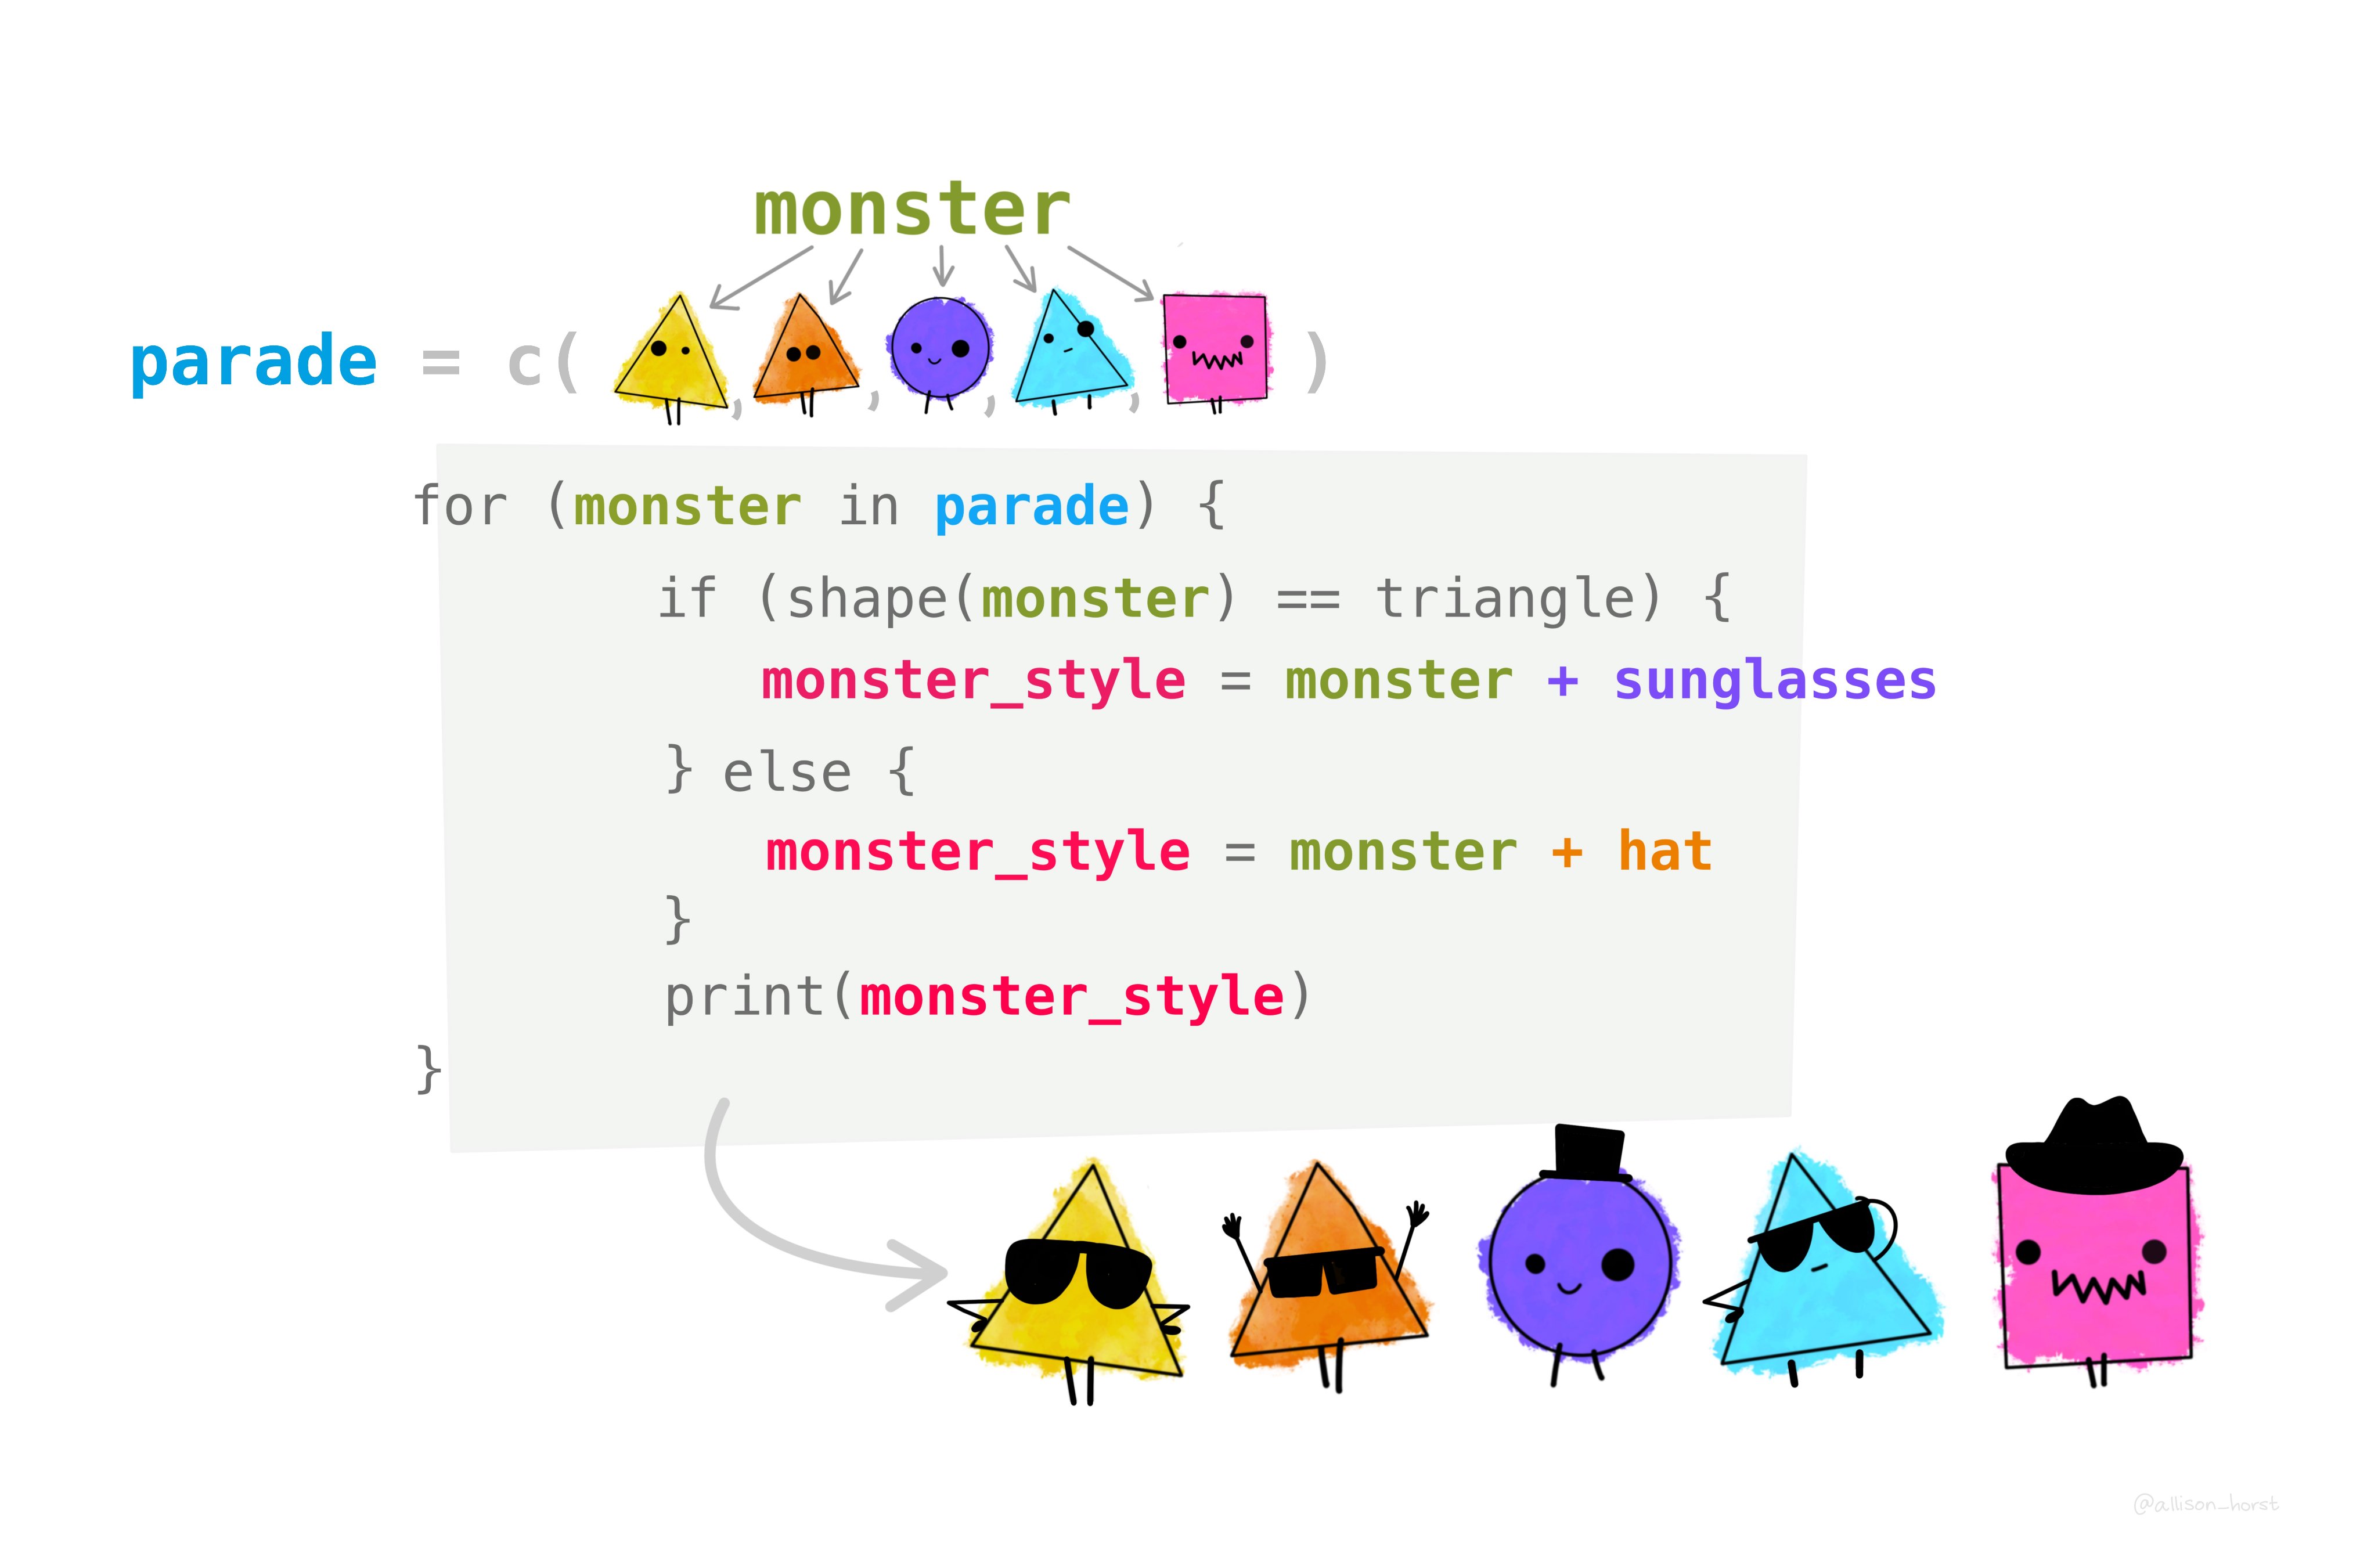 monster
parade = c( , , , , )
for (monster in parade) {
if (shape(monster) == triangle) {
monster_style = monster + sunglasses
} else {
monster_style = monster + hat
}
print(monster_style)
}
@allison_horst